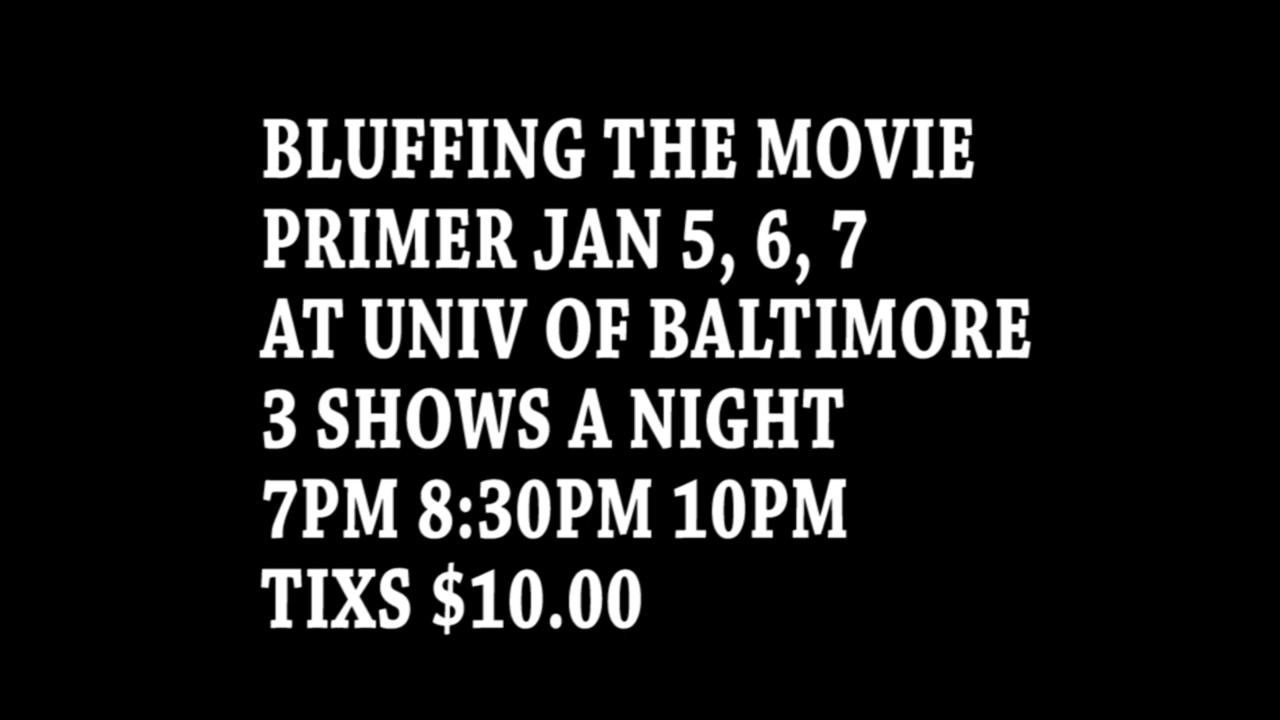 BLUFFING THE MOVIE
PRIMER JAN 5, 6, 7
AT UNIV OF BALTIMORE
3 SHOWS A NIGHT
7PM 8:30PM 10PM
TIXS $10.00